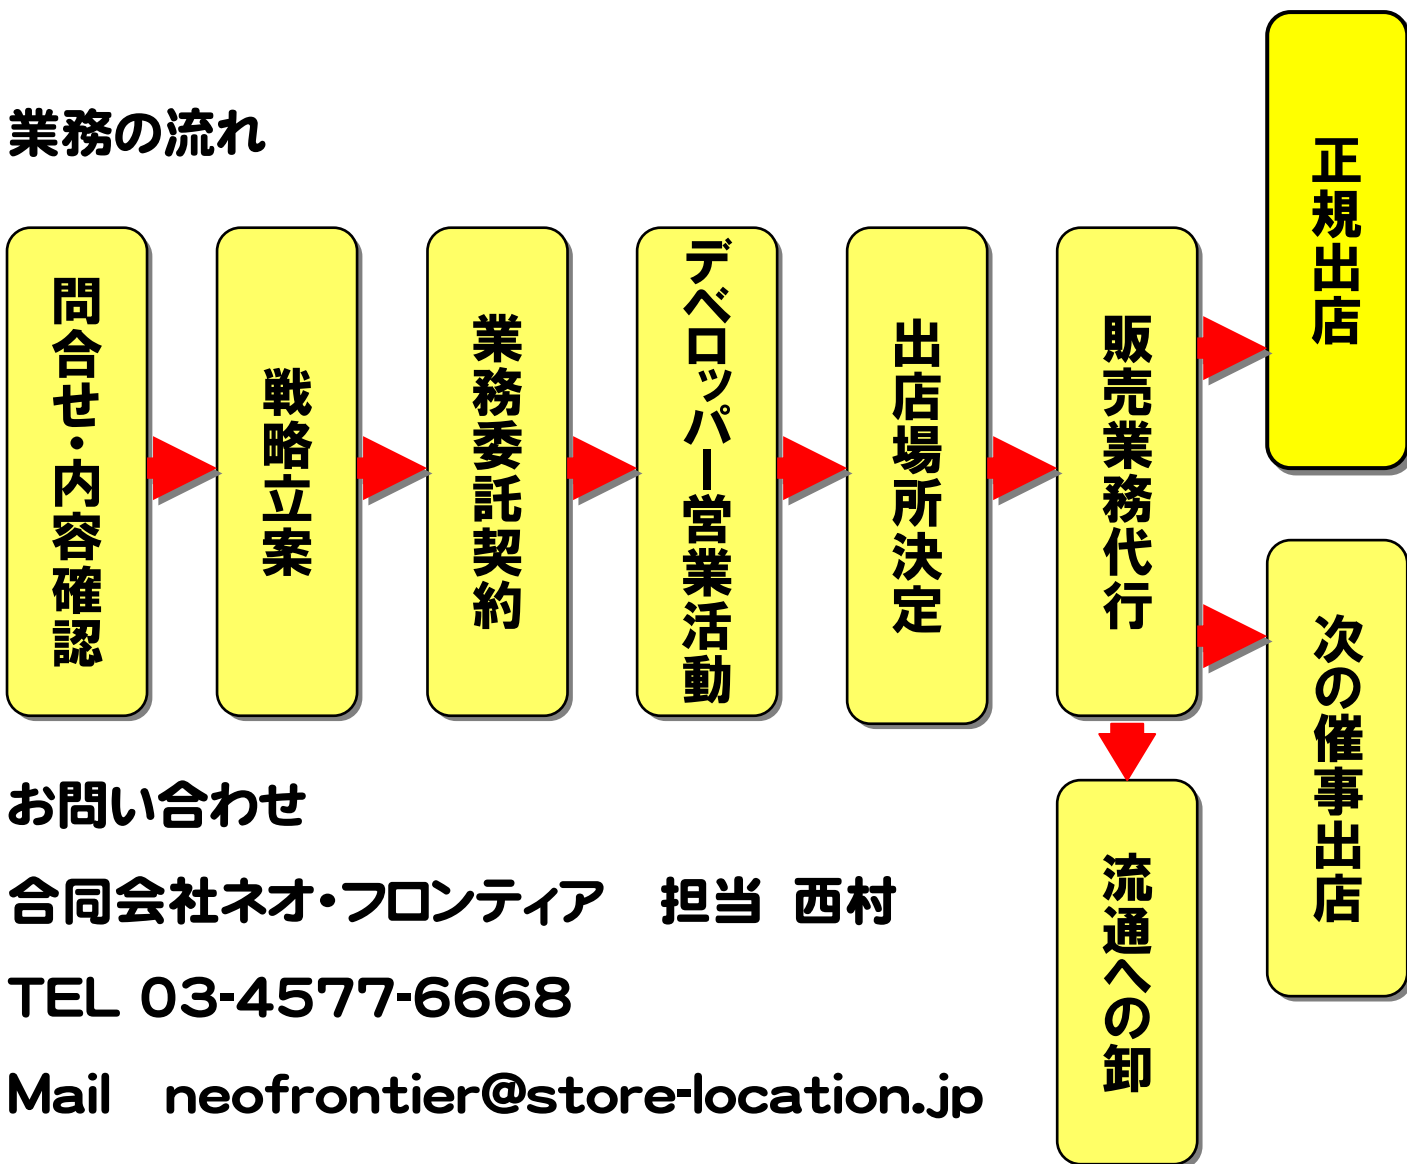 業務の流れ
問合せ・内容確認
戦略立案
業務委託契約
デベロッパー営業活動
出店場所決定
販売業務代行
正規出店
次の催事出店
流通への卸
お問い合わせ
合同会社ネオ・フロンティア　担当 西村
TEL 03-4577-6668
Mail　neofrontier@store-location.jp